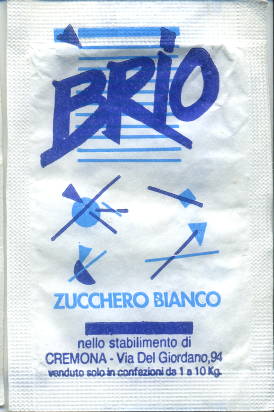 BRIO
ZUCCHERO BIANCO
nello stabilimento di
CREMONA - Via Del Giordano,94
venduto solo in confezioni da 1 a 10 Kg.